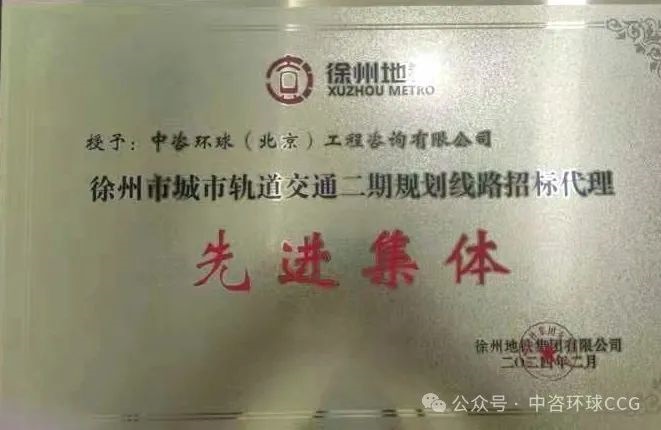 徐州地
XUZHOU METRO
授予：中咨环球（北京）工程咨询有限公司
徐州市城市轨道交通二期规划线路招标代理
先进集体
徐州地铁集团有限公司
二〇二四年二月
公众号·中咨环球CCG